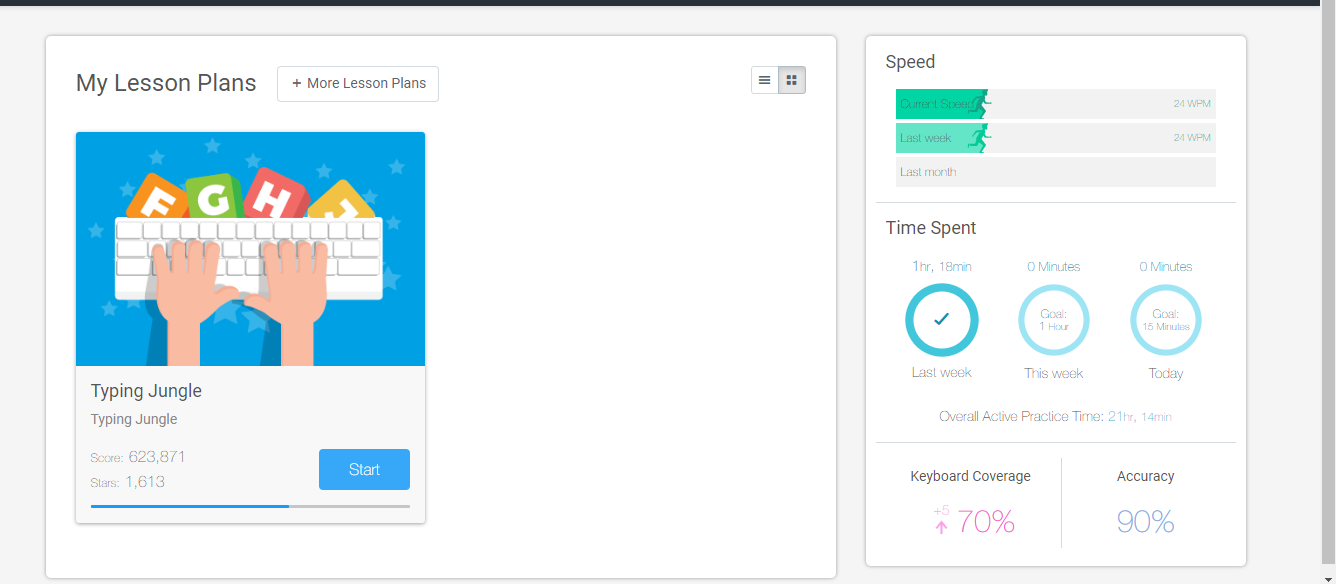 My Lesson Plans
+ More Lesson Plans
F G H J
Typing Jungle
Typing Jungle
Score: 623,871
Stars: 1,613
Start
Speed
Current Speed 24 WPM
Last week 24 WPM
Last month
Time Spent
1hr, 18min
0 Minutes
0 Minutes
Goal:
1 Hour
Goal:
15 Minutes
Last week
This week
Today
Overall Active Practice Time: 21hr, 14min
Keyboard Coverage
Accuracy
+5
70%
90%